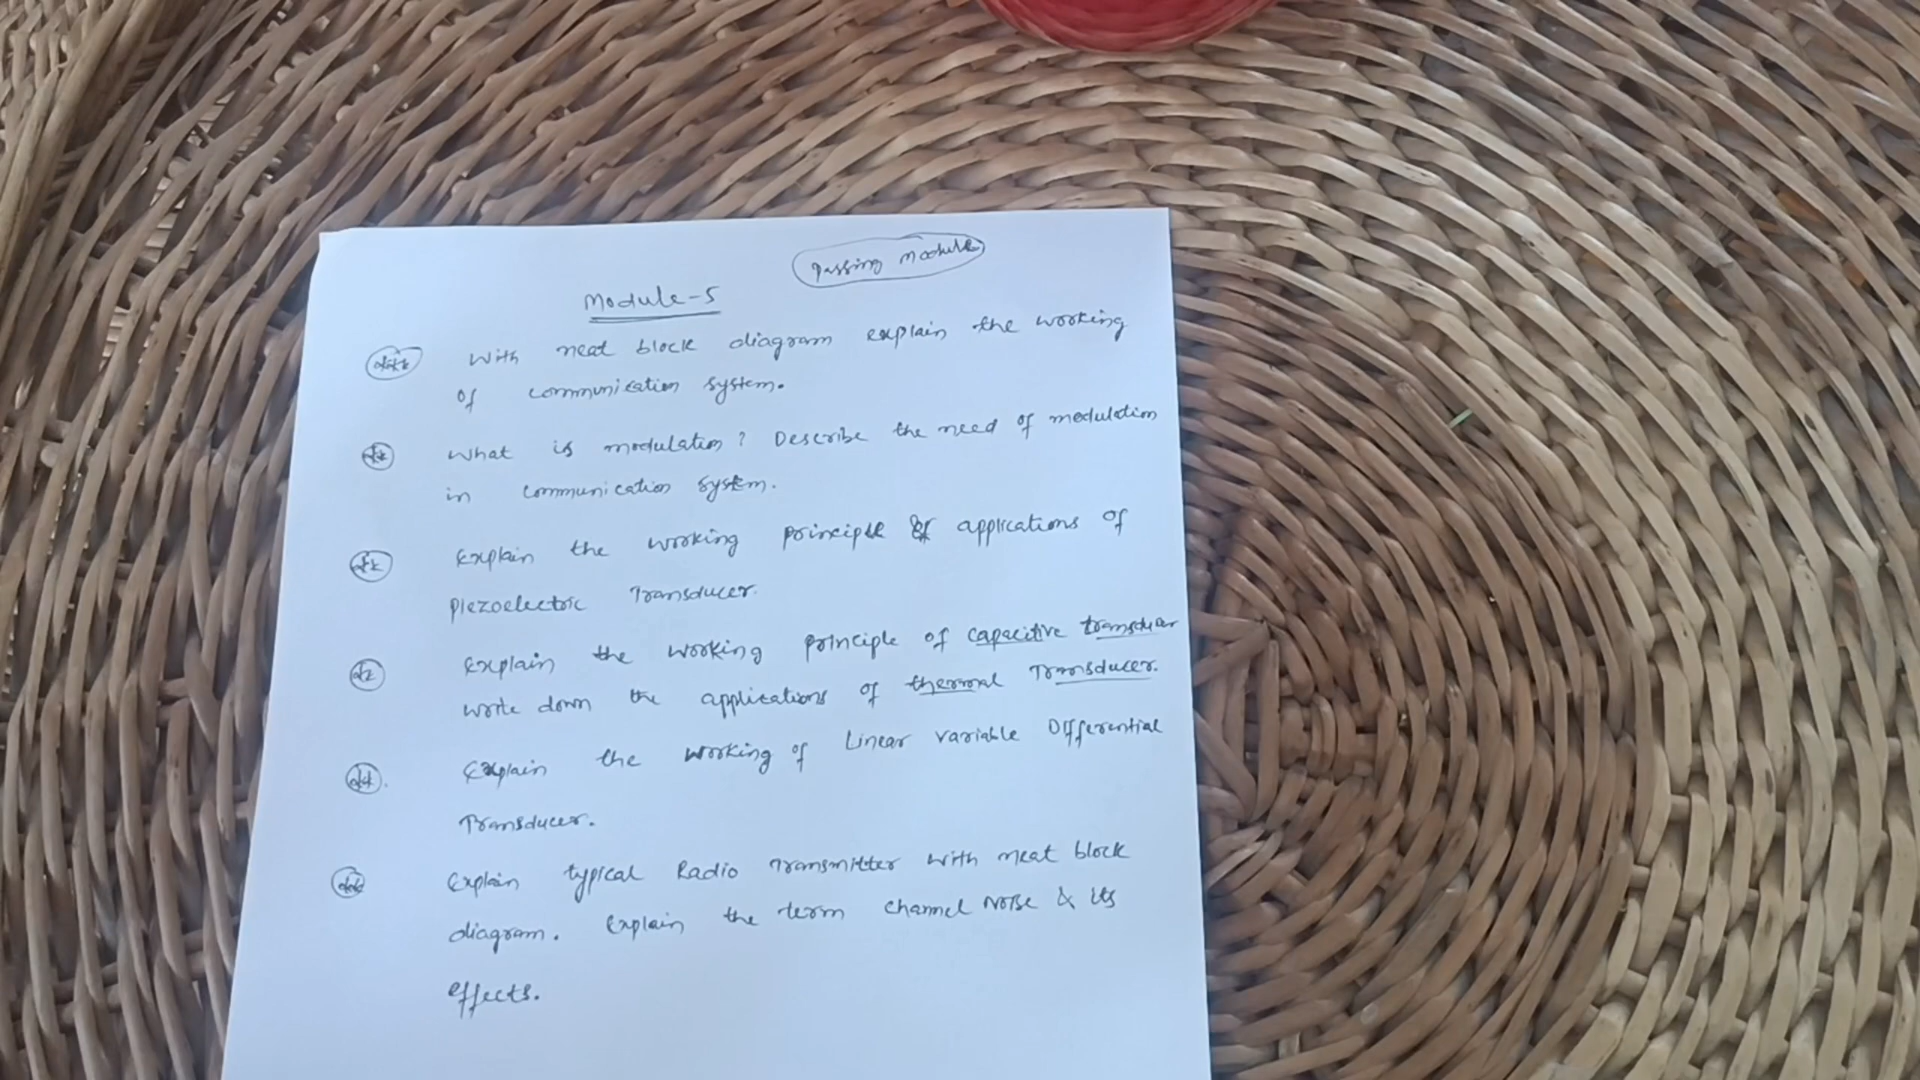 Passing module
Module-5
With neat block diagram explain the working
of communication system.
What is modulation? Describe the need of modulation
in communication system.
Explain the working principle & applications of
Piezoelectric Transducer.
Explain the working principle of capacitive transducer
write down the applications of thermal Transducer.
Explain the working of Linear variable Differential
Transducer.
Explain typical Radio Transmitter with neat block
diagram. Explain the term channel Noise & its
effects.